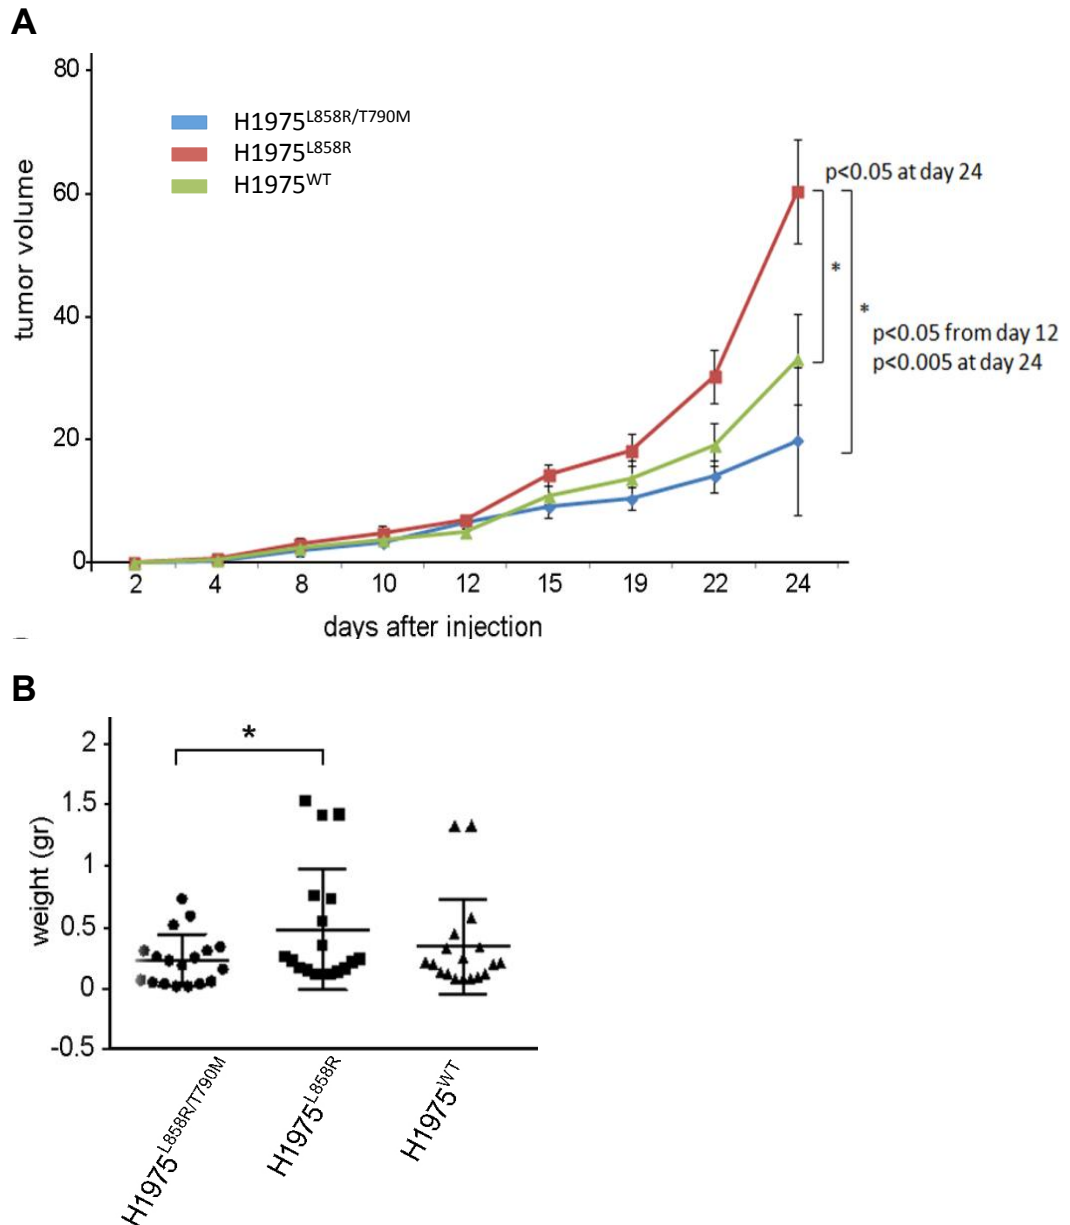 A
80
60
40
20
0
tumor volume
H1975L858R/T790M
H1975L858R
H1975WT
p<0.05 at day 24
*
*
p<0.05 from day 12
p<0.005 at day 24
2 4 8 10 12 15 19 22 24
days after injection
B
2
1.5
1
0.5
0
-0.5
weight (gr)
*
H1975L858R/T790M
H1975L858R
H1975WT